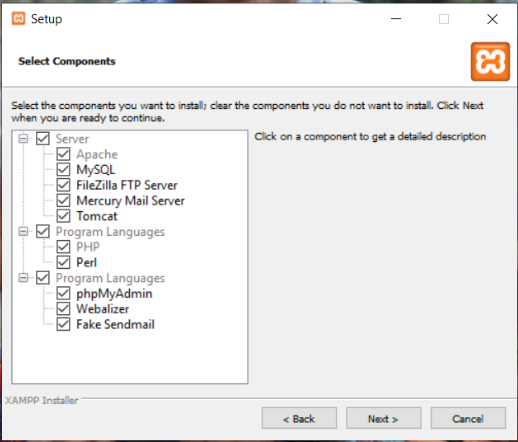 Setup
Select Components
Select the components you want to install; clear the components you do not want to install. Click Next
when you are ready to continue.
Server
Apache
MySQL
FileZilla FTP Server
Mercury Mail Server
Tomcat
Program Languages
PHP
Perl
Program Languages
phpMyAdmin
Webalizer
Fake Sendmail
Click on a component to get a detailed description
XAMPP Installer
< Back
Next >
Cancel